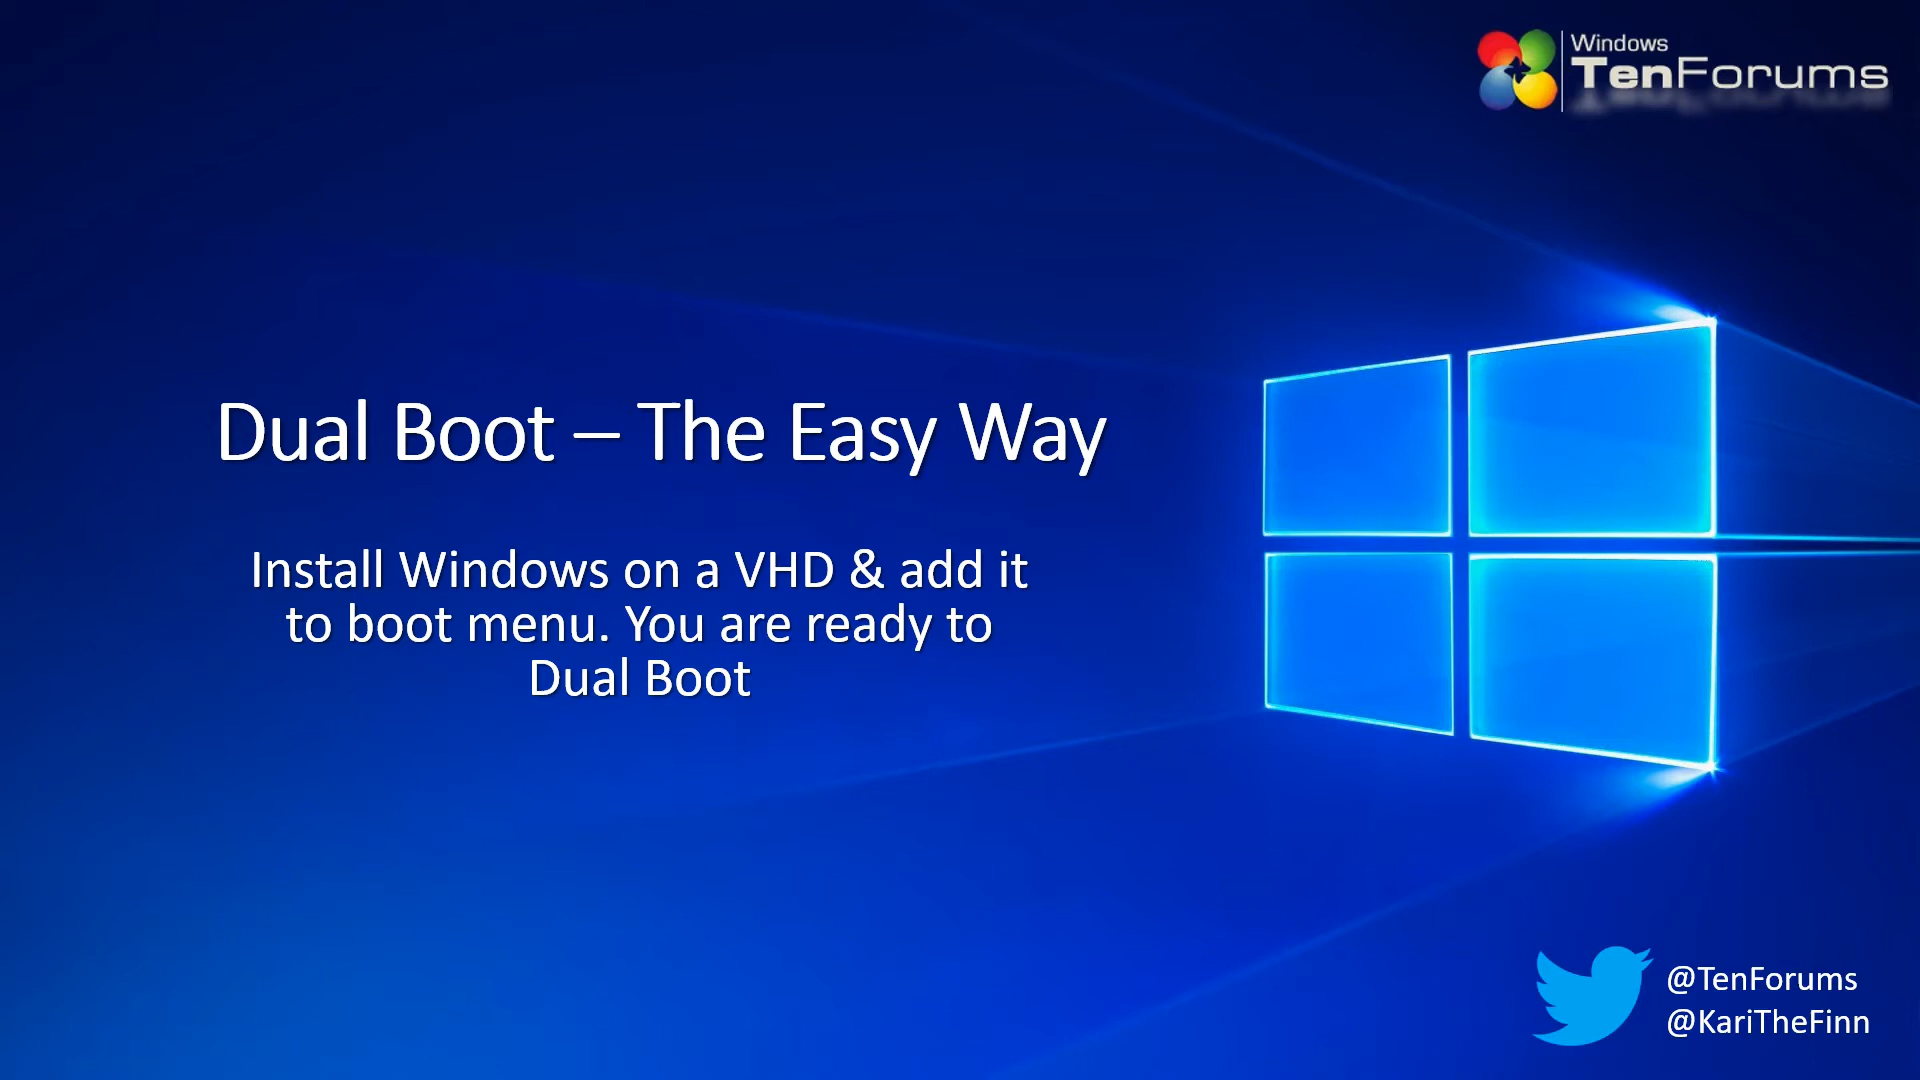 Windows
TenForums
Dual Boot – The Easy Way
Install Windows on a VHD & add it
to boot menu. You are ready to
Dual Boot
@TenForums
@KariTheFinn